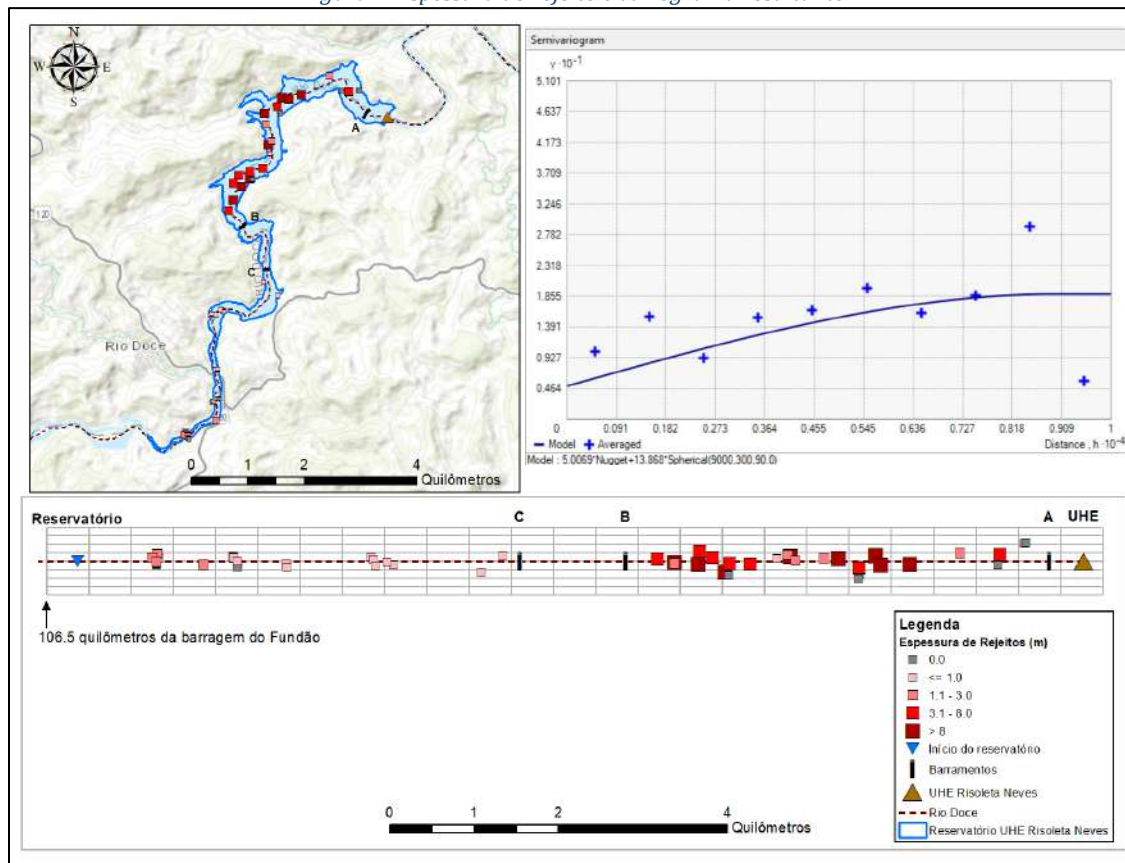 N
W E
S
A
B
C
120
Rio Doce
0 1 2 4
Quilômetros
Semivariogram
γ · 10⁻¹
5.101
4.637
4.173
3.709
3.246
2.782
2.318
1.855
1.391
0.927
0.464
0 0.091 0.182 0.273 0.364 0.455 0.545 0.636 0.727 0.818 0.909 1
Model Averaged Distance , h · 10⁻⁴
Model : 5.0069*Nugget+13.868*Spherical(9000,300,90.0)
Reservatório C B A UHE
106.5 quilômetros da barragem do Fundão
Legenda
Espessura de Rejeitos (m)
0.0
<= 1.0
1.1 - 3.0
3.1 - 8.0
> 8
Início do reservatório
Barramentos
UHE Risoleta Neves
Rio Doce
Reservatório UHE Risoleta Neves
0 1 2 4
Quilômetros